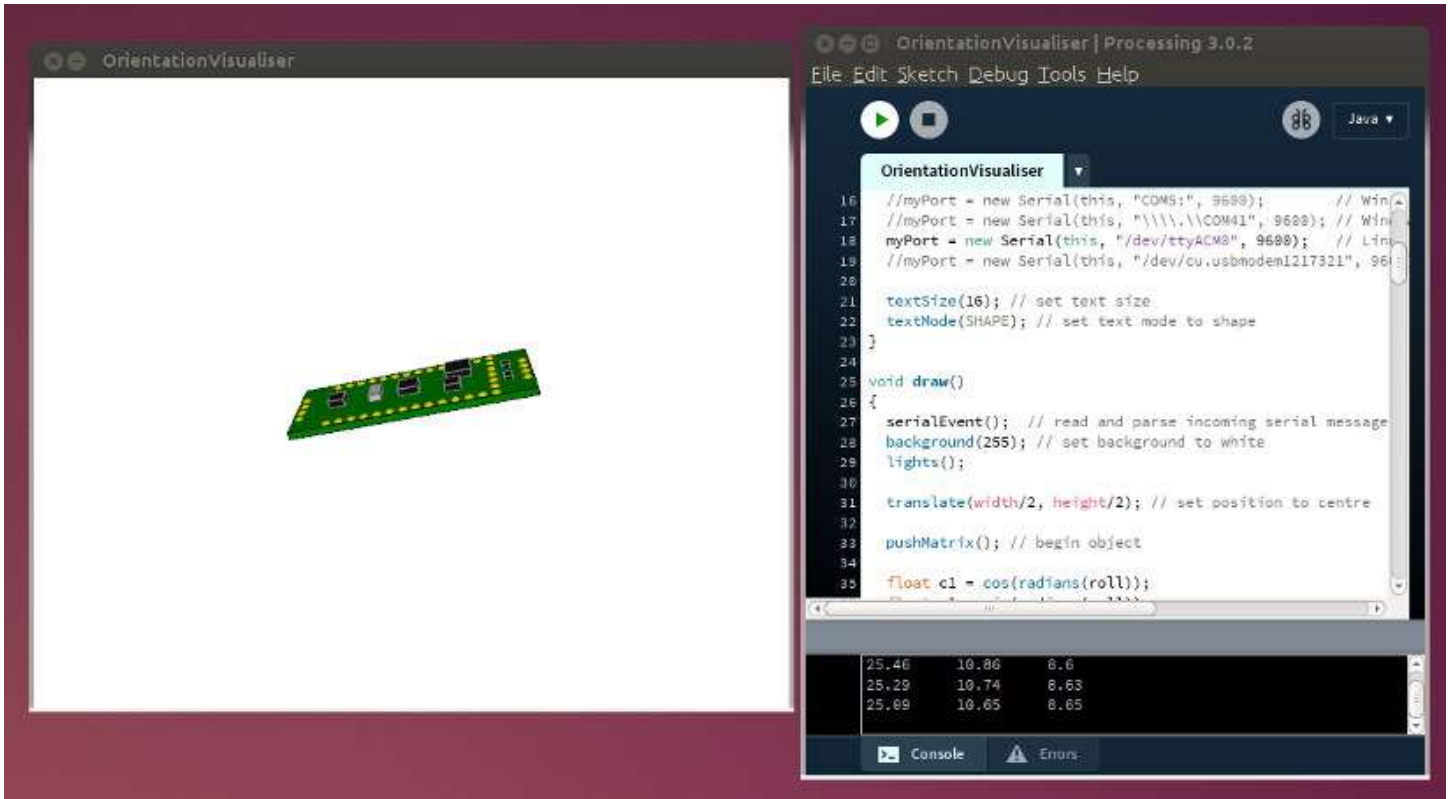 OrientationVisualiser
OrientationVisualiser | Processing 3.0.2
File Edit Sketch Debug Tools Help
Java
OrientationVisualiser
16 //myPort = new Serial(this, "COM5:", 9600); // Win
17 //myPort = new Serial(this, "\\\\.\\COM41", 9600); // Win
18 myPort = new Serial(this, "/dev/ttyACM0", 9600); // Lin
19 //myPort = new Serial(this, "/dev/cu.usbmodem1217321", 96
20
21 textSize(16); // set text size
22 textMode(SHAPE); // set text mode to shape
23 }
24
25 void draw()
26 {
27 serialEvent(); // read and parse incoming serial message
28 background(255); // set background to white
29 lights();
30
31 translate(width/2, height/2); // set position to centre
32
33 pushMatrix(); // begin object
34
35 float c1 = cos(radians(roll));
25.46 10.86 8.6
25.29 10.74 8.63
25.09 10.65 8.65
Console Errors